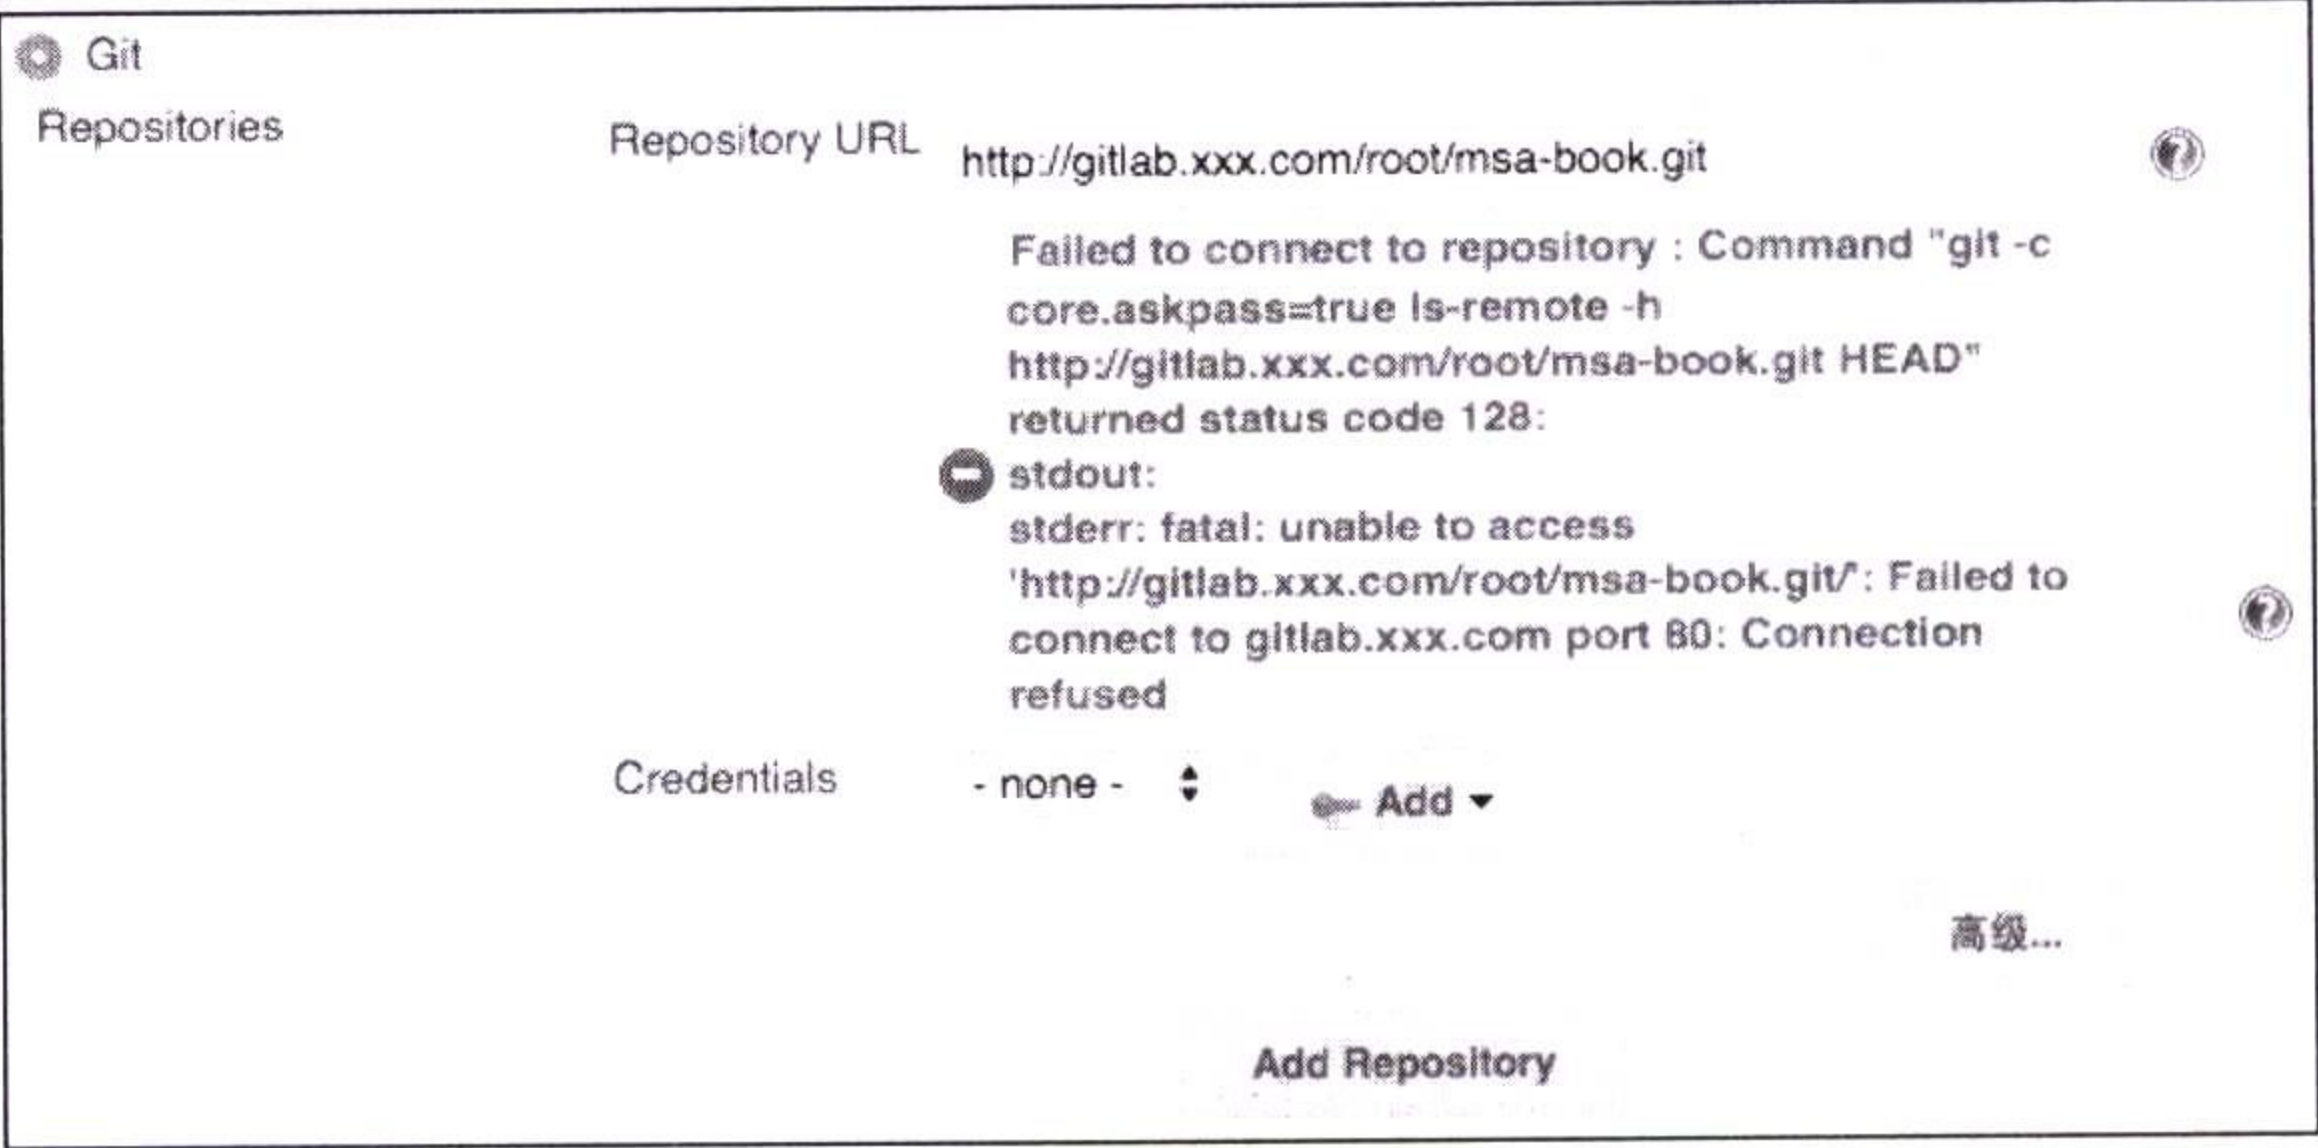 Git
Repositories
Repository URL http://gitlab.xxx.com/root/msa-book.git
Failed to connect to repository : Command "git -c
core.askpass=true ls-remote -h
http://gitlab.xxx.com/root/msa-book.git HEAD"
returned status code 128:
stdout:
stderr: fatal: unable to access
'http://gitlab.xxx.com/root/msa-book.git/': Failed to
connect to gitlab.xxx.com port 80: Connection
refused
Credentials - none - Add
高级...
Add Repository